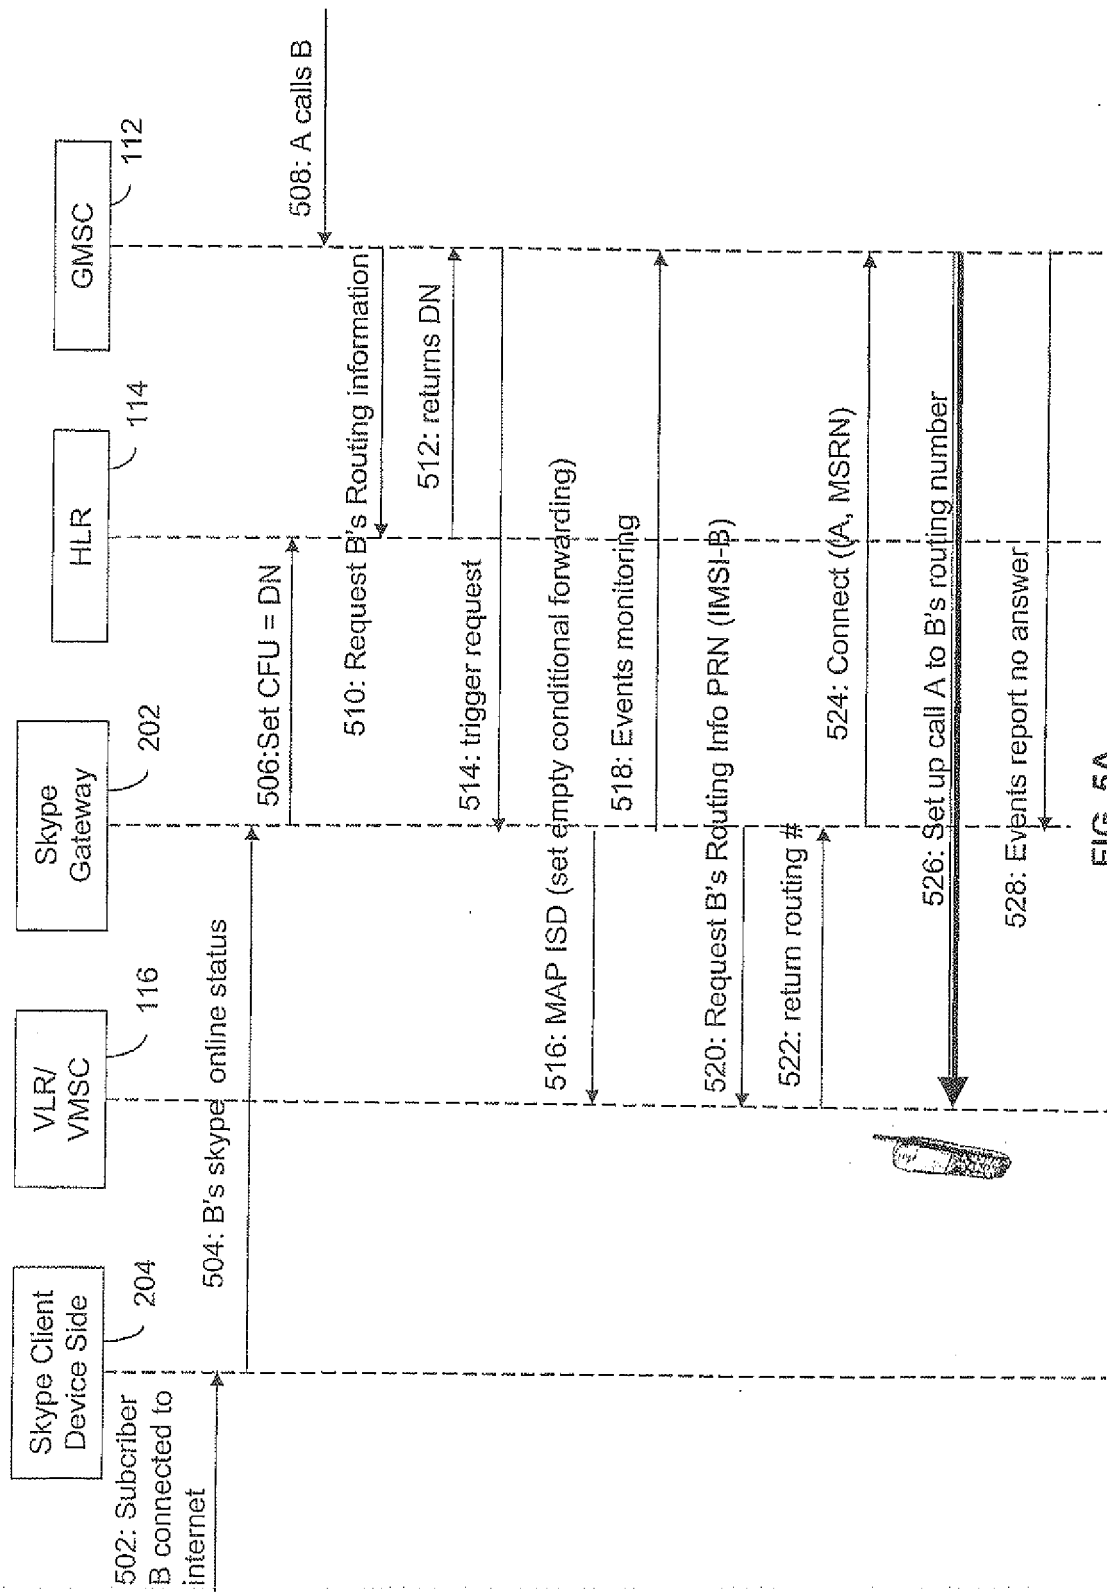 Skype Client
Device Side
204
VLR/
VMSC
116
Skype
Gateway
202
HLR
114
GMSC
112
502: Subcriber
B connected to
internet
504: B's skype online status
506:Set CFU = DN
508: A calls B
510: Request B's Routing information
512: returns DN
514: trigger request
516: MAP ISD (set empty conditional forwarding)
518: Events monitoring
520: Request B's Routing Info PRN (IMSI-B)
522: return routing #
524: Connect ((A, MSRN)
526: Set up call A to B's routing number
528: Events report no answer
FIG. 5A